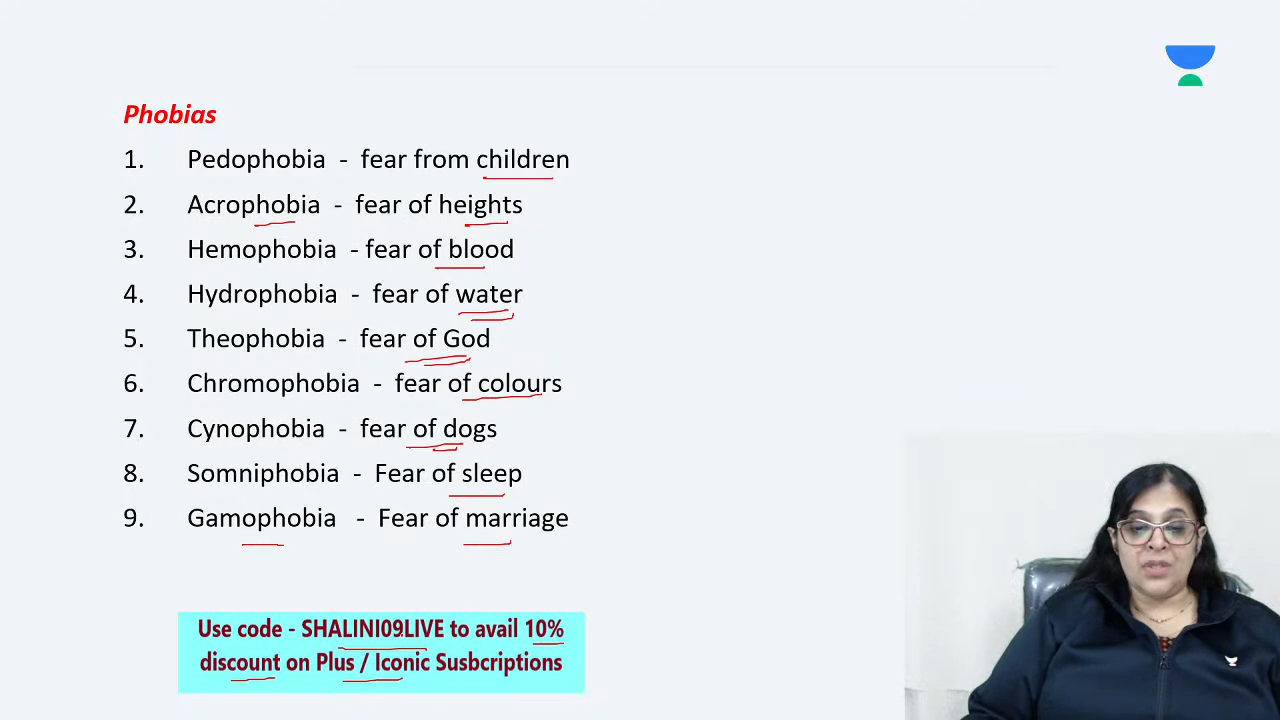 Phobias
1. Pedophobia - fear from children
2. Acrophobia - fear of heights
3. Hemophobia - fear of blood
4. Hydrophobia - fear of water
5. Theophobia - fear of God
6. Chromophobia - fear of colours
7. Cynophobia - fear of dogs
8. Somniphobia - Fear of sleep
9. Gamophobia - Fear of marriage
Use code - SHALINI09LIVE to avail 10%
discount on Plus / Iconic Susbcriptions